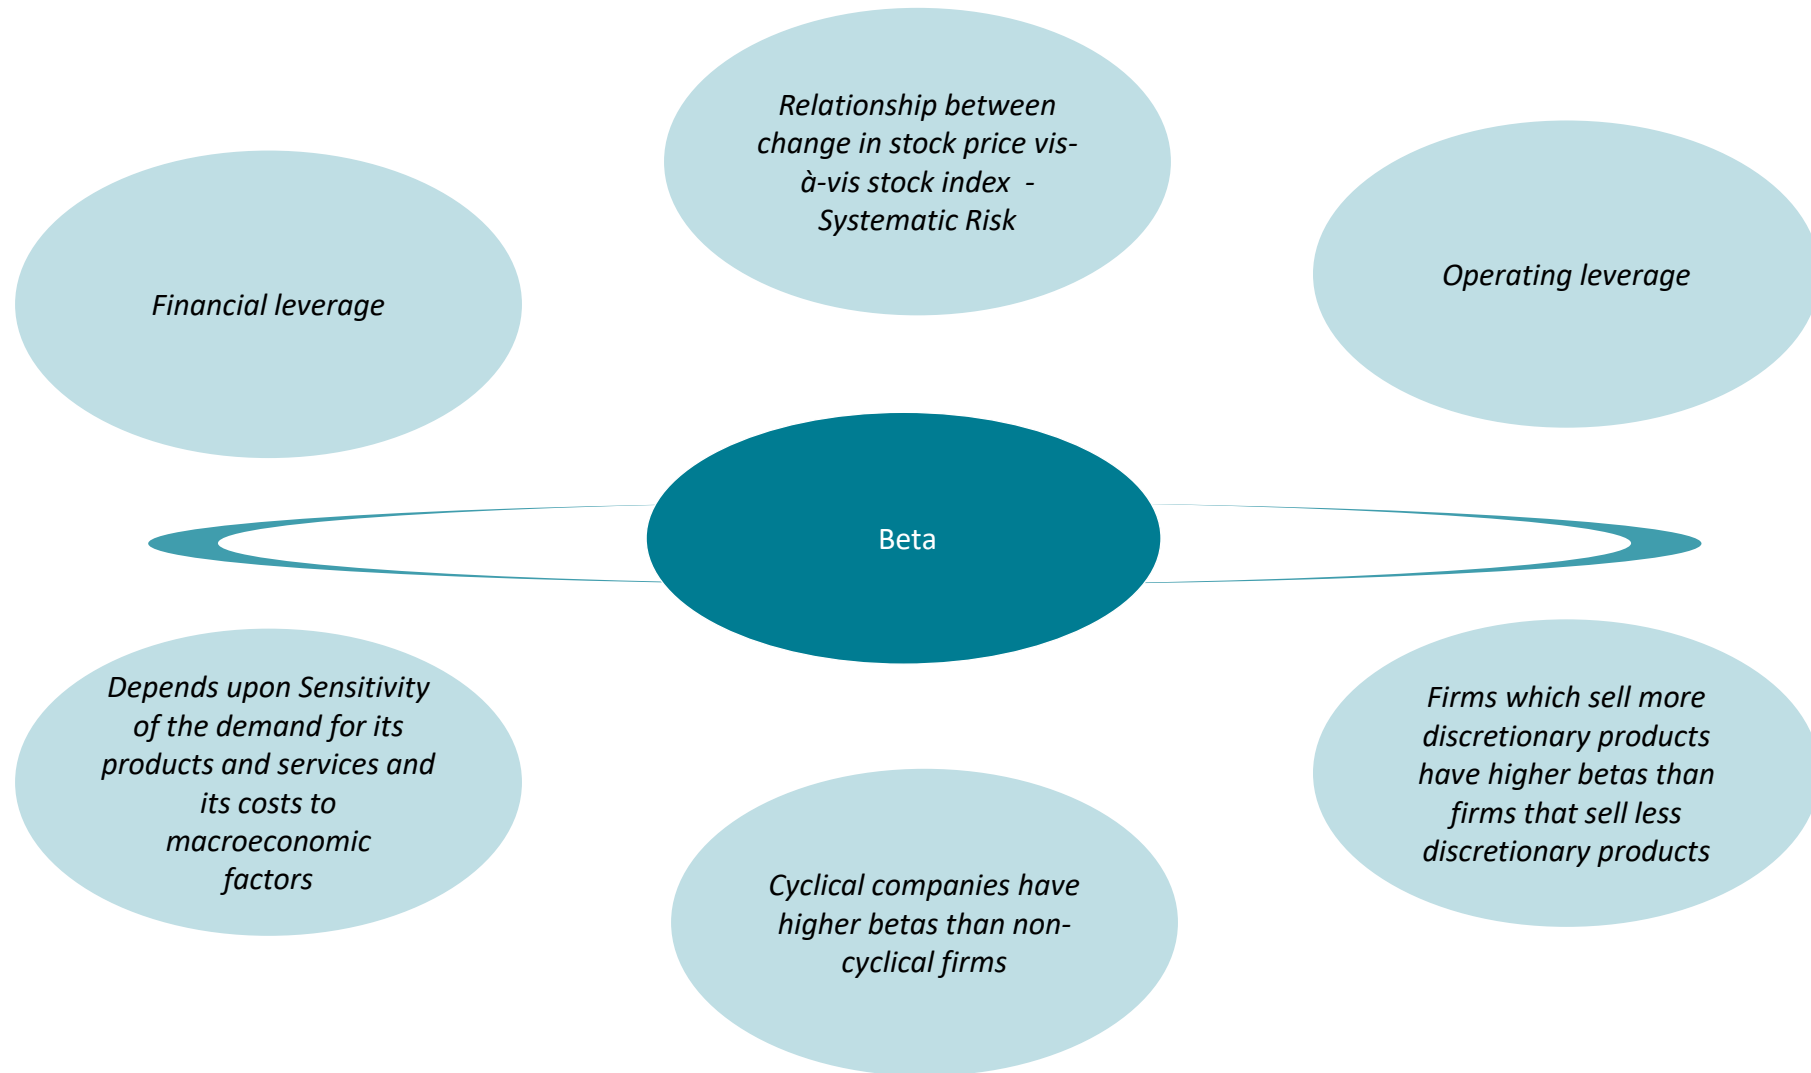 Relationship between
change in stock price vis-
à-vis stock index  -
Systematic Risk
Operating leverage
Financial leverage
Beta
Firms which sell more
discretionary products
have higher betas than
firms that sell less
discretionary products
Cyclical companies have
higher betas than non-
cyclical firms
Depends upon Sensitivity
of the demand for its
products and services and
its costs to
macroeconomic
factors